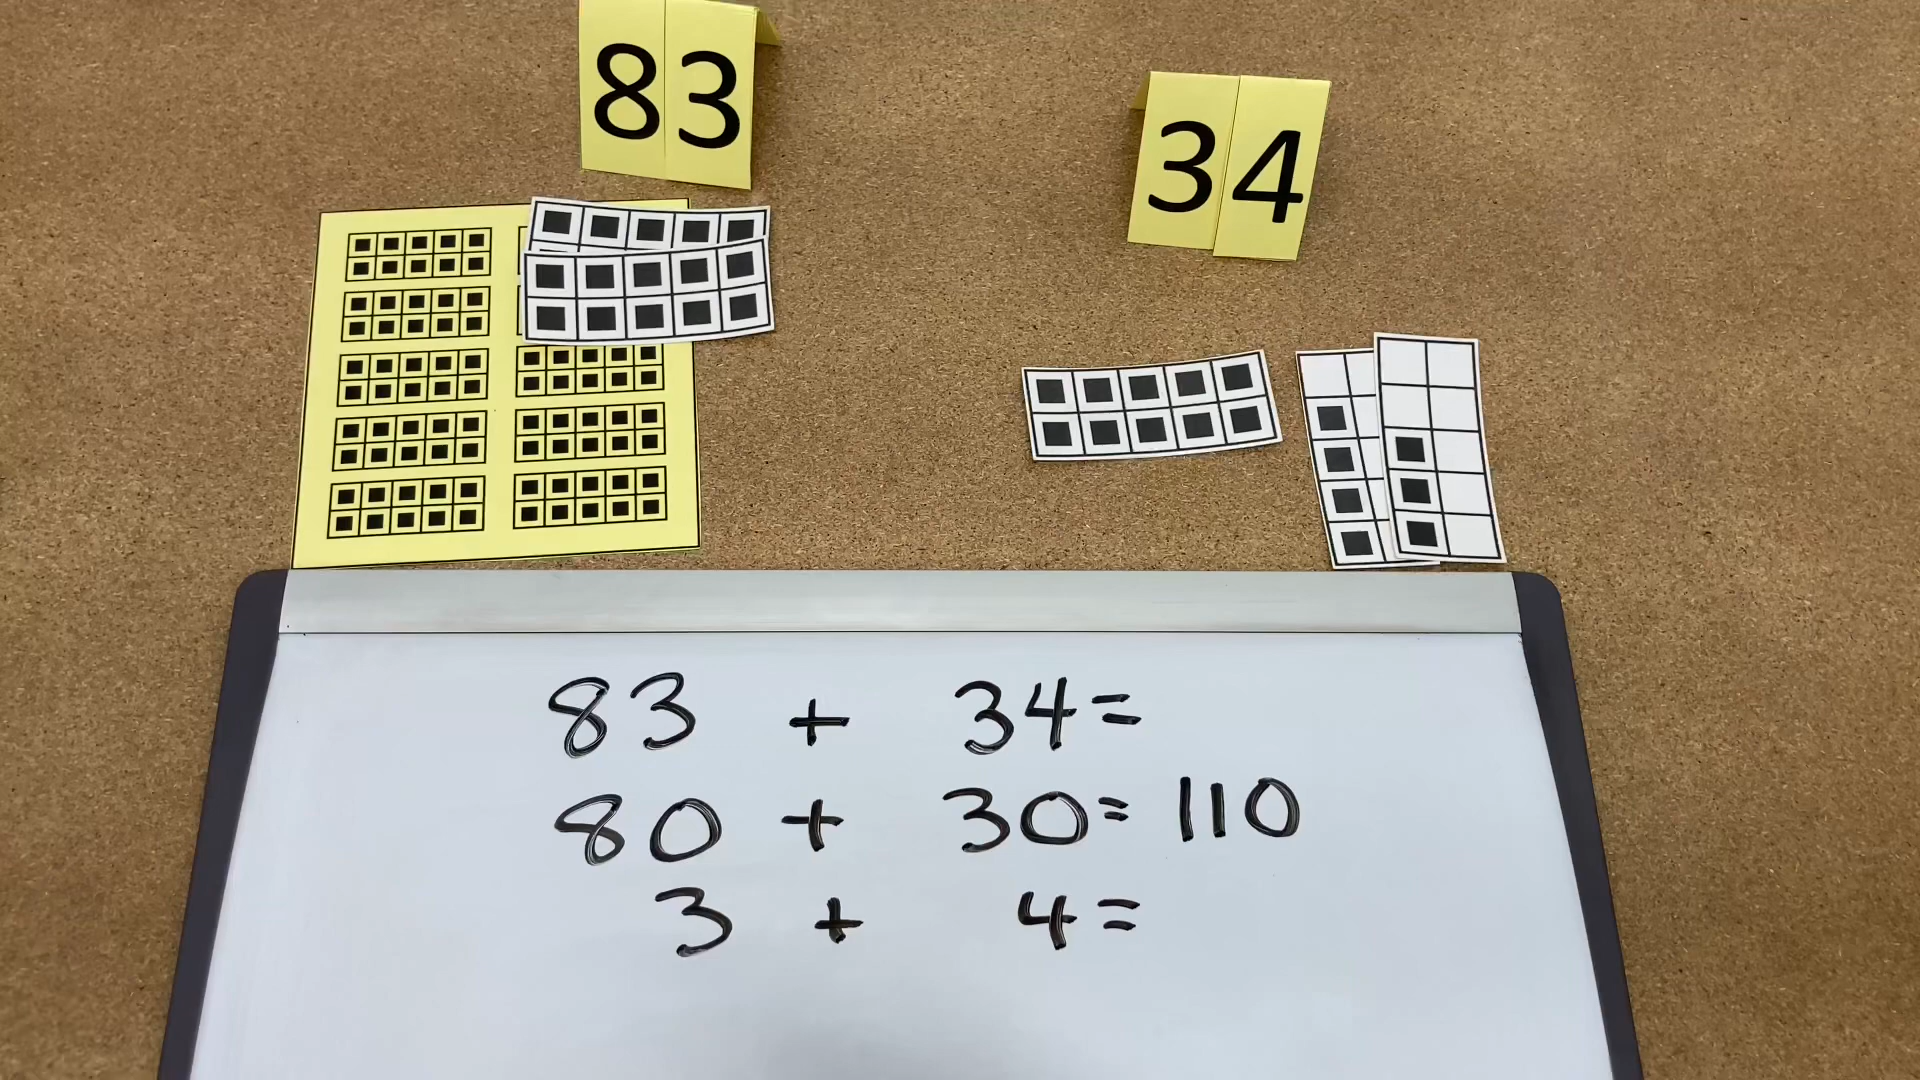 83
34
83 + 34=
80 + 30= 110
3 + 4=